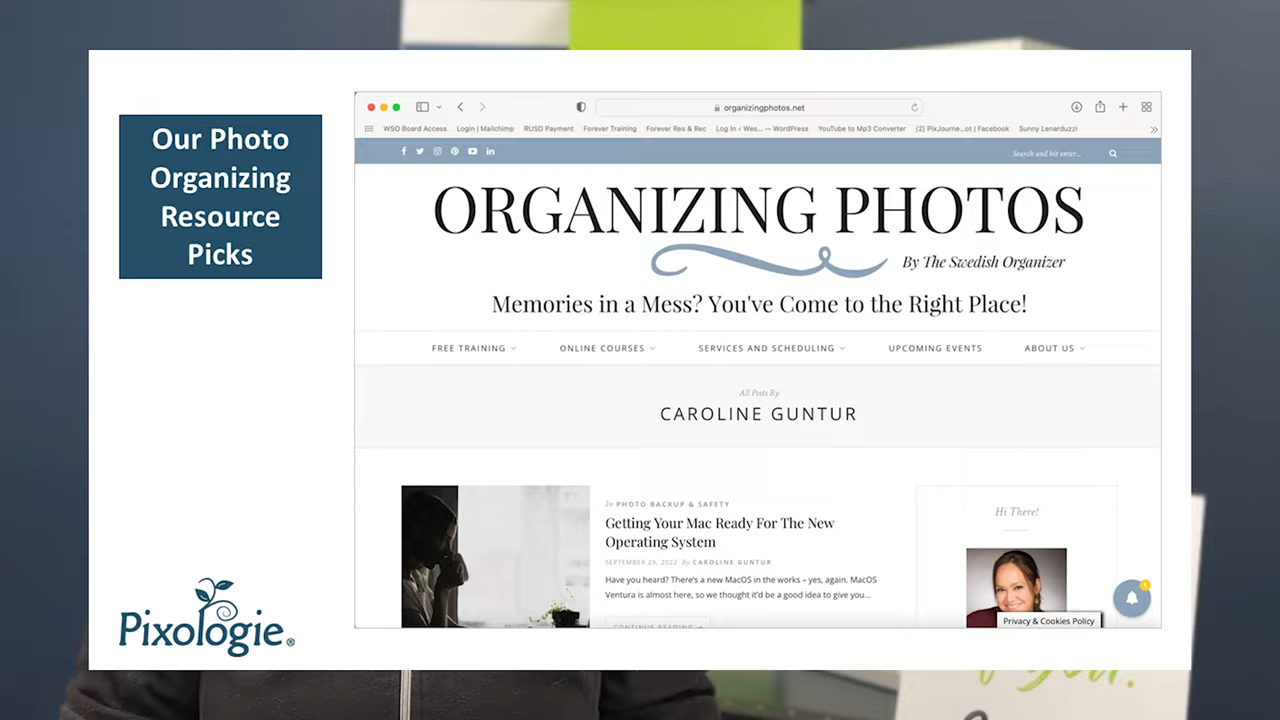 Our Photo
Organizing
Resource
Picks
Pixologie®
organizingphotos.net
WSO Board Access Login | Mailchimp RUSD Payment Forever Training Forever Res & Rec Log In ‹ Wes... — WordPress YouTube to Mp3 Converter (2) PixJourne...ot | Facebook Sunny Lenarduzzi
Search and hit enter...
ORGANIZING PHOTOS
By The Swedish Organizer
Memories in a Mess? You've Come to the Right Place!
FREE TRAINING ONLINE COURSES SERVICES AND SCHEDULING UPCOMING EVENTS ABOUT US
All Posts By
CAROLINE GUNTUR
In PHOTO BACKUP & SAFETY
Getting Your Mac Ready For The New
Operating System
SEPTEMBER 29, 2022 By CAROLINE GUNTUR
Have you heard? There's a new MacOS in the works – yes, again. MacOS
Ventura is almost here, so we thought it'd be a good idea to give you...
CONTINUE READING
Hi There!
1
Privacy & Cookies Policy